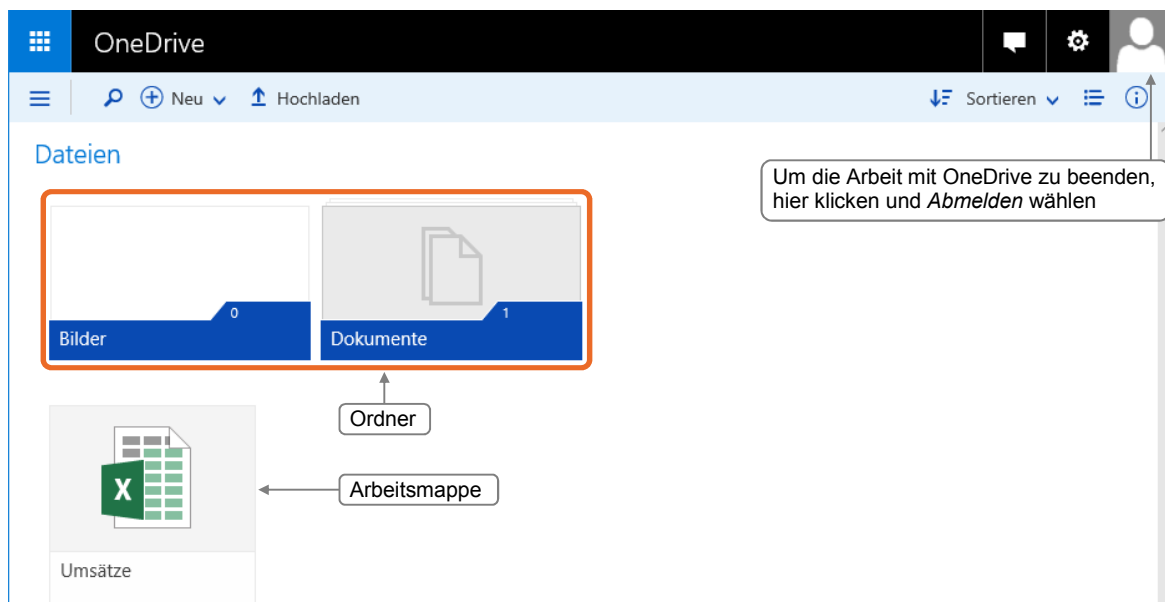 OneDrive
Neu
Hochladen
Sortieren
Dateien
Um die Arbeit mit OneDrive zu beenden,
hier klicken und Abmelden wählen
0
Bilder
1
Dokumente
Ordner
X
Arbeitsmappe
Umsätze